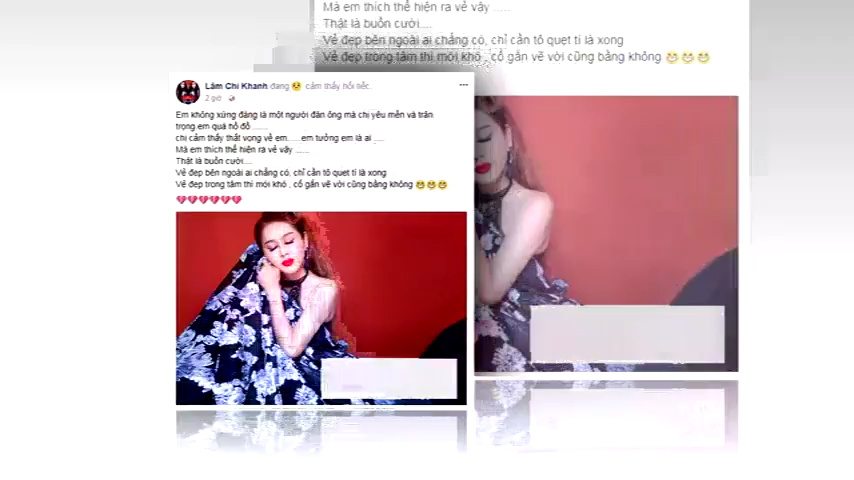 Mà em thích thể hiện ra vẻ vậy ......
Thật là buồn cười....
Vẻ đẹp bên ngoài ai chẳng có, chỉ cần tô quẹt tí là xong
Vẻ đẹp trong tâm thì mới khó , cố gắn vẽ vời cũng bằng không 😁😁😁
Lâm Chi Khanh đang 🥺 cảm thấy hối tiếc.
2 giờ
Em không xứng đáng là một người đàn ông mà chị yêu mến và trân
trọng em quá hồ đồ .......
chị cảm thấy thất vọng về em......em tưởng em là ai ....
Mà em thích thể hiện ra vẻ vậy ......
Thật là buồn cười....
Vẻ đẹp bên ngoài ai chẳng có, chỉ cần tô quẹt tí là xong
Vẻ đẹp trong tâm thì mới khó , cố gắn vẽ vời cũng bằng không 😁😁😁
💔💔💔💔💔💔